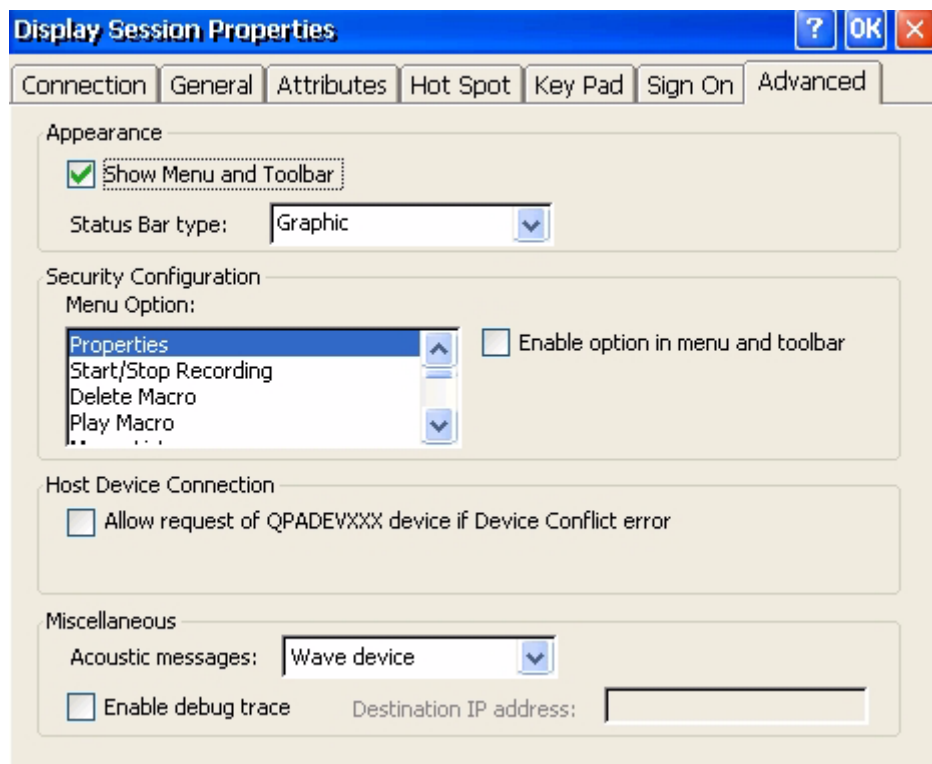 Display Session Properties ? OK
Connection General Attributes Hot Spot Key Pad Sign On Advanced
Appearance
Show Menu and Toolbar
Status Bar type: Graphic
Security Configuration
Menu Option:
Properties
Enable option in menu and toolbar
Start/Stop Recording
Delete Macro
Play Macro
Host Device Connection
Allow request of QPADEVXXX device if Device Conflict error
Miscellaneous
Acoustic messages: Wave device
Enable debug trace Destination IP address: